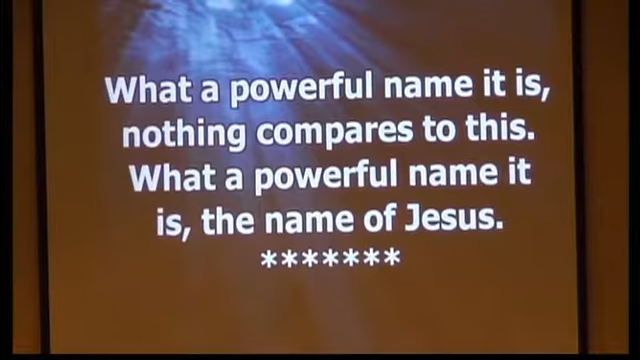 What a powerful name it is,
nothing compares to this.
What a powerful name it
is, the name of Jesus.
*******